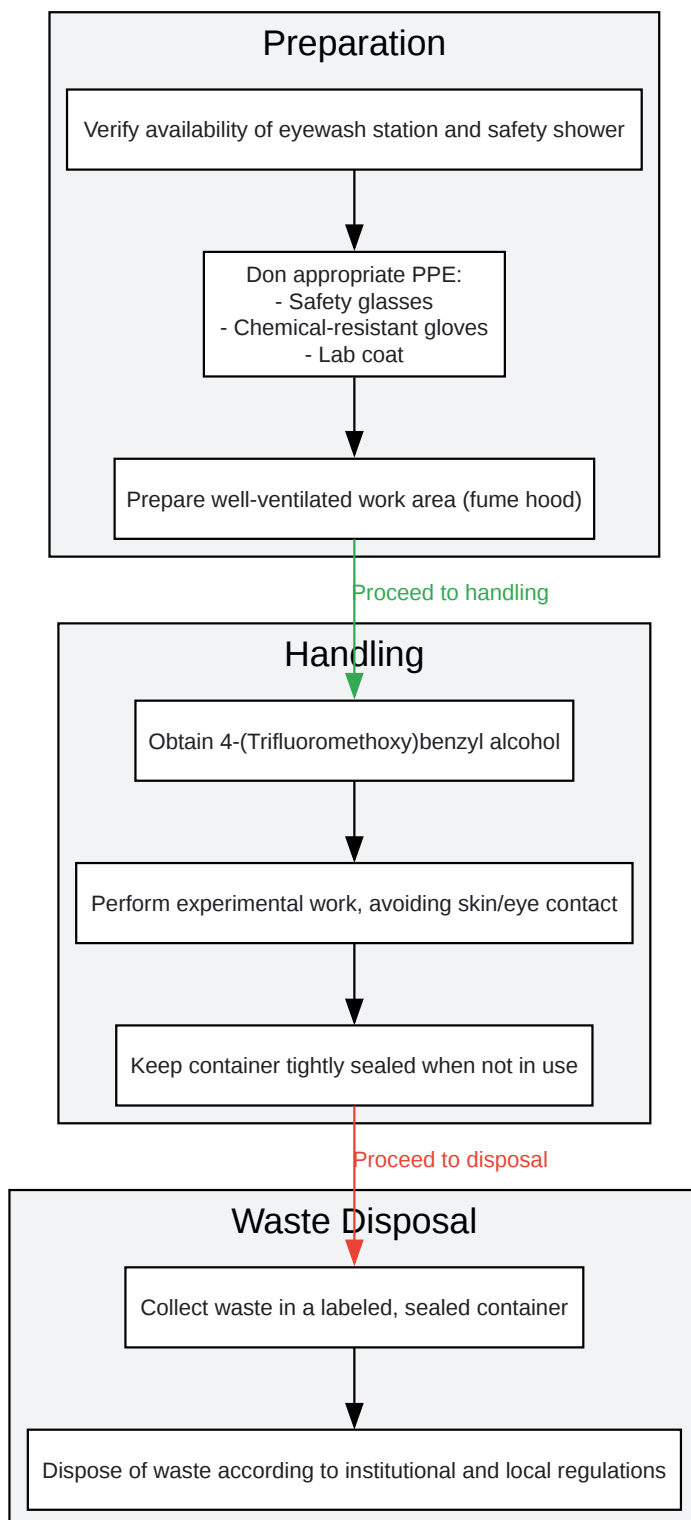 Preparation
Verify availability of eyewash station and safety shower
Don appropriate PPE:
- Safety glasses
- Chemical-resistant gloves
- Lab coat
Prepare well-ventilated work area (fume hood)
Proceed to handling
Handling
Obtain 4-(Trifluoromethoxy)benzyl alcohol
Perform experimental work, avoiding skin/eye contact
Keep container tightly sealed when not in use
Proceed to disposal
Waste Disposal
Collect waste in a labeled, sealed container
Dispose of waste according to institutional and local regulations